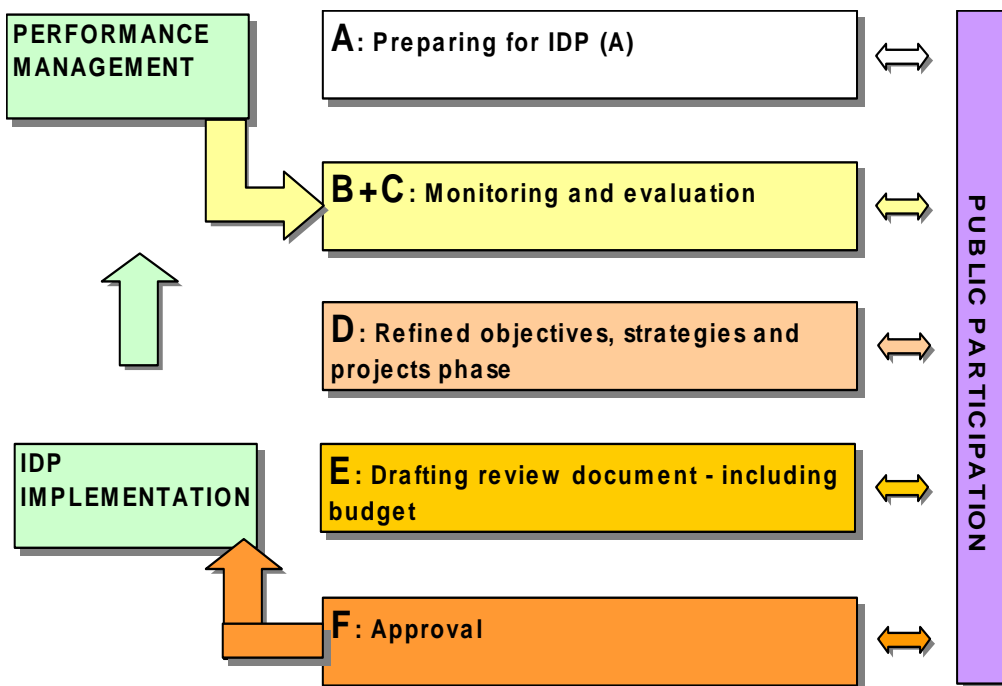 PERFORMANCE
MANAGEMENT
A: Preparing for IDP (A)
B+C: Monitoring and evaluation
D: Refined objectives, strategies and
projects phase
IDP
IMPLEMENTATION
E: Drafting review document - including
budget
F: Approval
PUBLIC PARTICIPATION